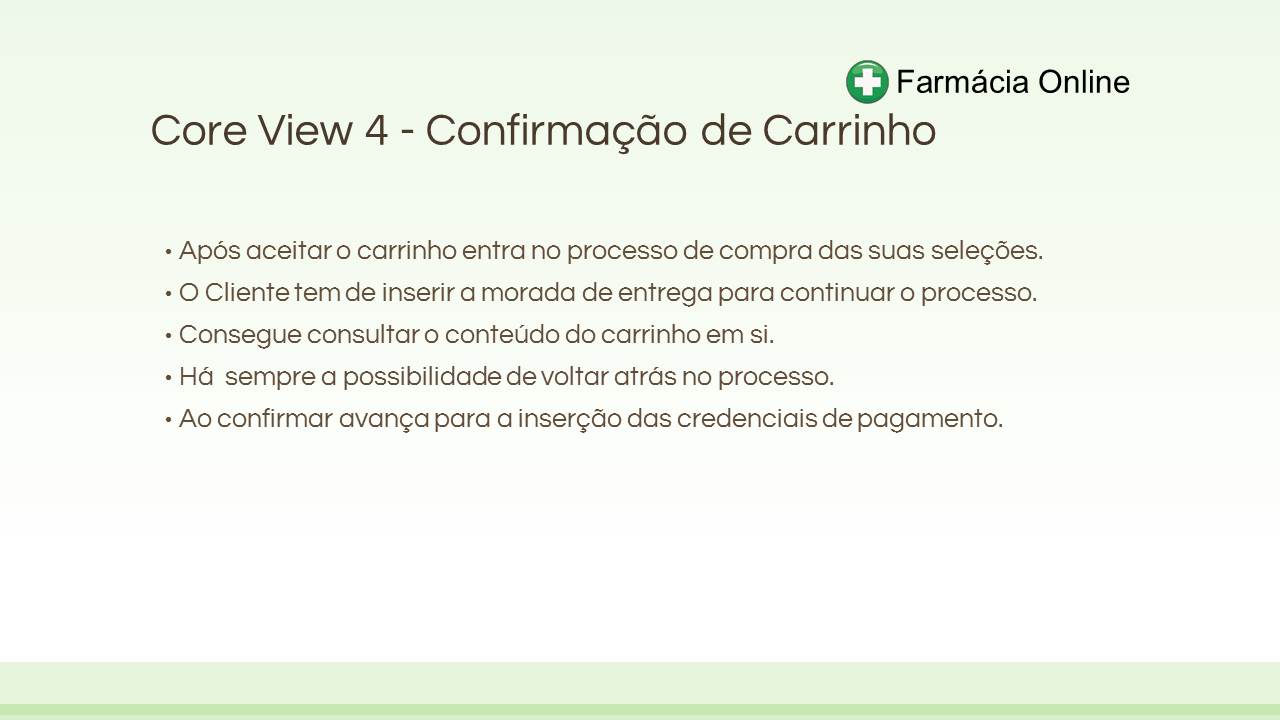 Farmácia Online
Core View 4 - Confirmação de Carrinho
• Após aceitar o carrinho entra no processo de compra das suas seleções.
• O Cliente tem de inserir a morada de entrega para continuar o processo.
• Consegue consultar o conteúdo do carrinho em si.
• Há  sempre a possibilidade de voltar atrás no processo.
• Ao confirmar avança para a inserção das credenciais de pagamento.